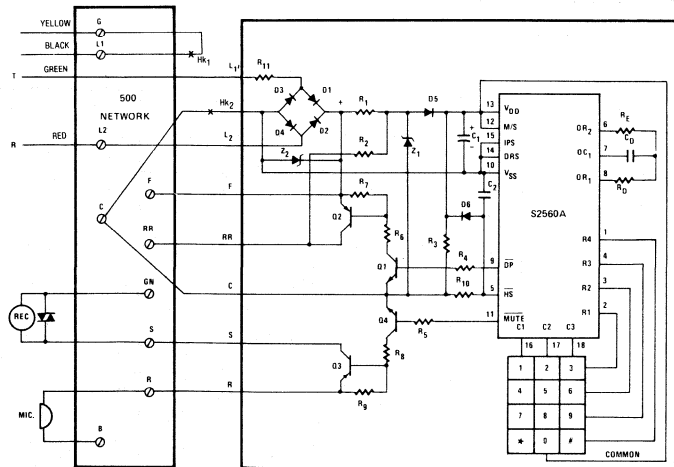 YELLOW
G
BLACK
L1
Hk1
T
GREEN
L1'
R11
500
NETWORK
Hk2
D3
D1
D4
D2
R1
R2
D5
Z1
Z2
C1
+
-
+
R
RED
L2
L2
13
VDD
12
M/S
15
IPS
14
DRS
10
VSS
OR2
6
RE
CD
OC1
7
OR1
8
RD
C2
S2560A
F
F
R7
D6
C
RR
RR
Q2
R6
R3
R4
9
DP
Q1
R10
5
HS
C
R4
1
R3
4
R2
3
R1
2
GN
REC
Q4
11
MUTE
R5
C1
C2
C3
16
17
18
S
S
Q3
R8
R
R
R9
MIC.
B
1
2
3
4
5
6
7
8
9
*
0
#
COMMON